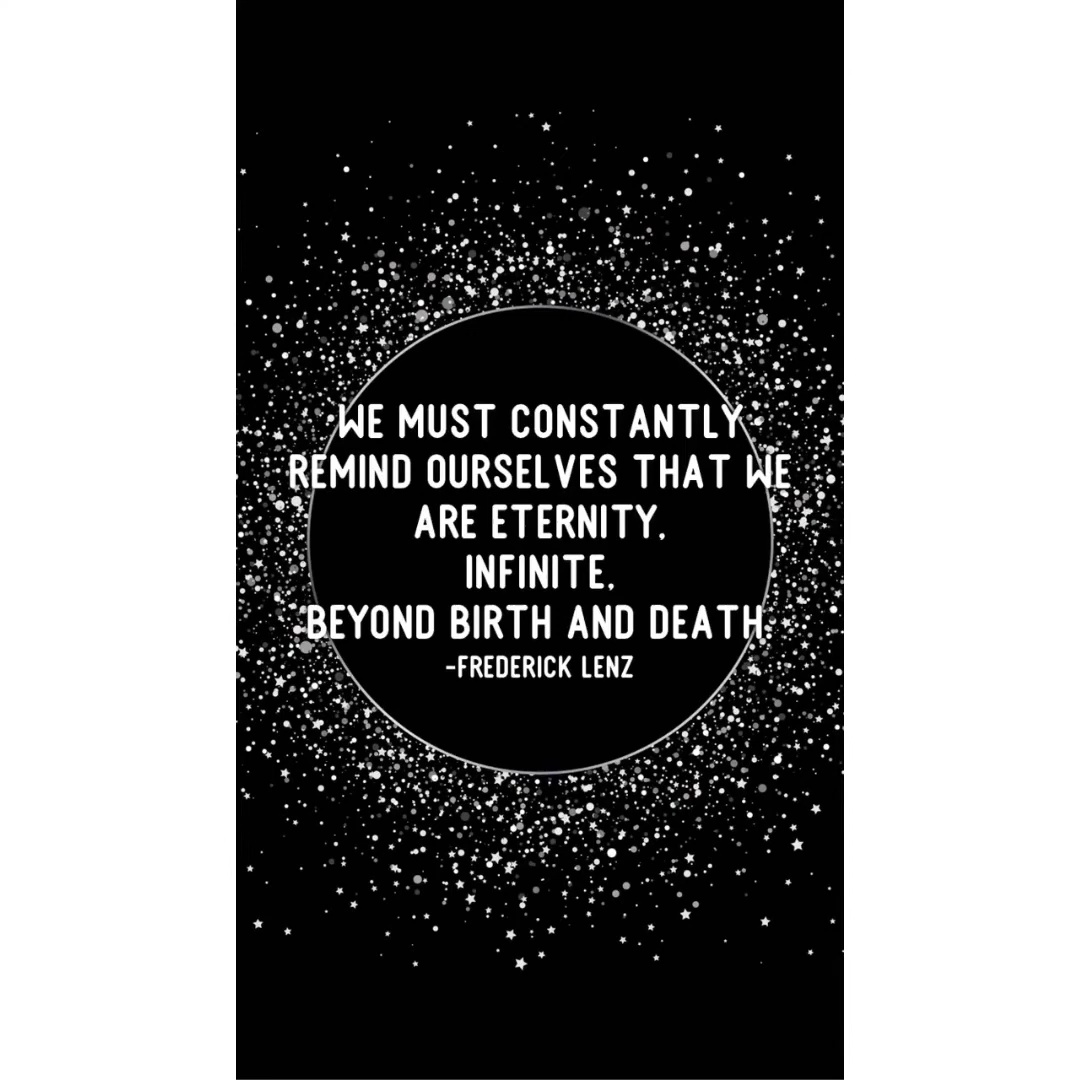 WE MUST CONSTANTLY
REMIND OURSELVES THAT WE
ARE ETERNITY,
INFINITE,
BEYOND BIRTH AND DEATH
-FREDERICK LENZ